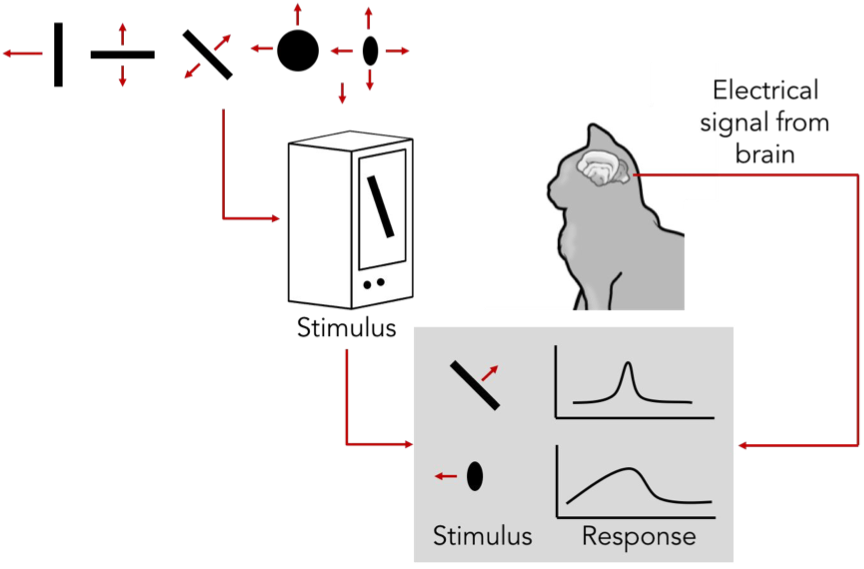 Electrical
signal from
brain
Stimulus
Stimulus
Response